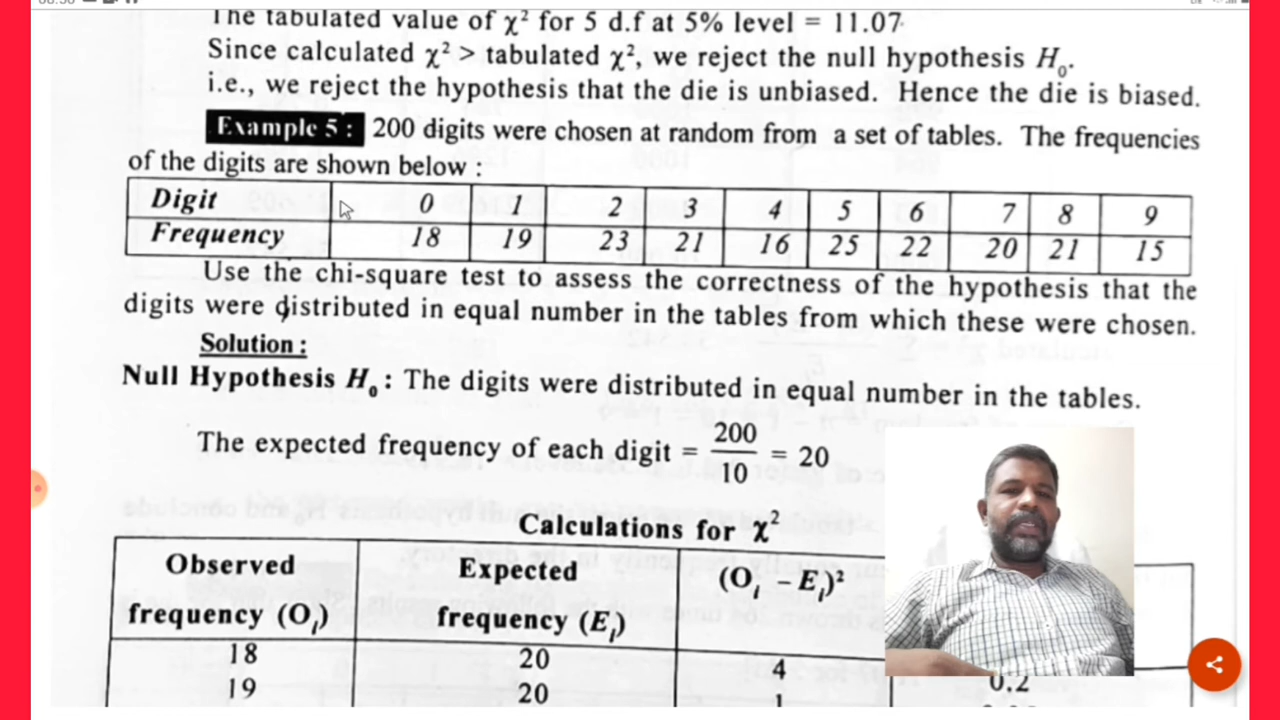 The tabulated value of χ² for 5 d.f at 5% level = 11.07.
Since calculated χ² > tabulated χ², we reject the null hypothesis H₀.
i.e., we reject the hypothesis that the die is unbiased. Hence the die is biased.
Example 5 : 200 digits were chosen at random from a set of tables. The frequencies
of the digits are shown below :
Digit 0 1 2 3 4 5 6 7 8 9
Frequency 18 19 23 21 16 25 22 20 21 15
Use the chi-square test to assess the correctness of the hypothesis that the
digits were distributed in equal number in the tables from which these were chosen.
Solution :
Null Hypothesis H₀ : The digits were distributed in equal number in the tables.
The expected frequency of each digit = 200/10 = 20
Calculations for χ²
Observed frequency (Oᵢ) Expected frequency (Eᵢ) (Oᵢ − Eᵢ)²
18 20 4 0.2
19 20 1